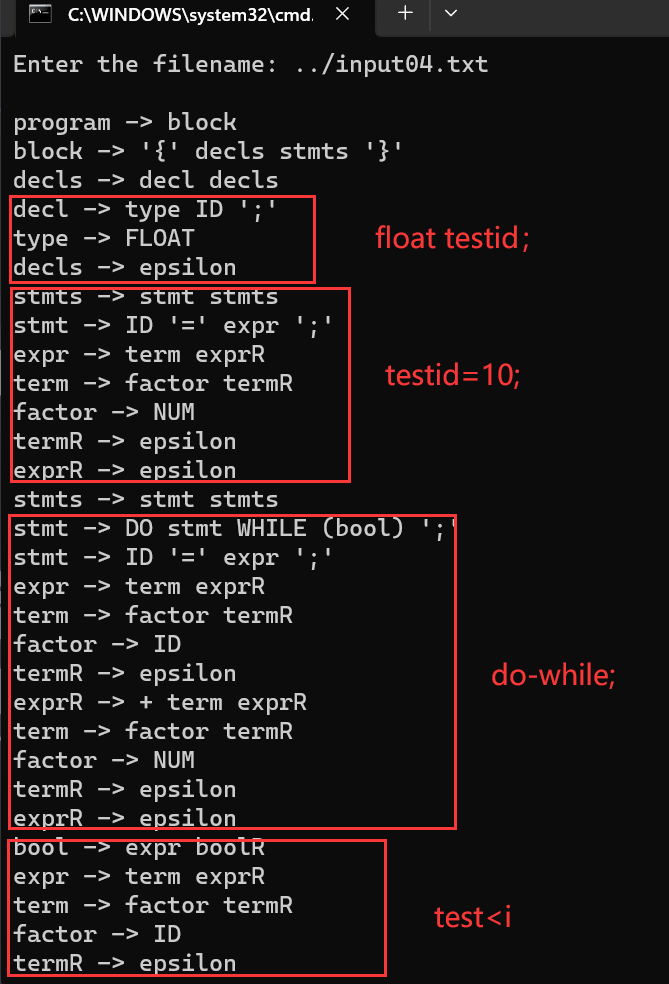 C:\WINDOWS\system32\cmd.
Enter the filename: ../input04.txt
program -> block
block -> '{' decls stmts '}'
decls -> decl decls
decl -> type ID ';'
type -> FLOAT
float testid;
decls -> epsilon
stmts -> stmt stmts
stmt -> ID '=' expr ';'
expr -> term exprR
term -> factor termR
testid=10;
factor -> NUM
termR -> epsilon
exprR -> epsilon
stmts -> stmt stmts
stmt -> DO stmt WHILE (bool) ';'
stmt -> ID '=' expr ';'
expr -> term exprR
term -> factor termR
factor -> ID
termR -> epsilon
do-while;
exprR -> + term exprR
term -> factor termR
factor -> NUM
termR -> epsilon
exprR -> epsilon
bool -> expr boolR
expr -> term exprR
term -> factor termR
test<i
factor -> ID
termR -> epsilon